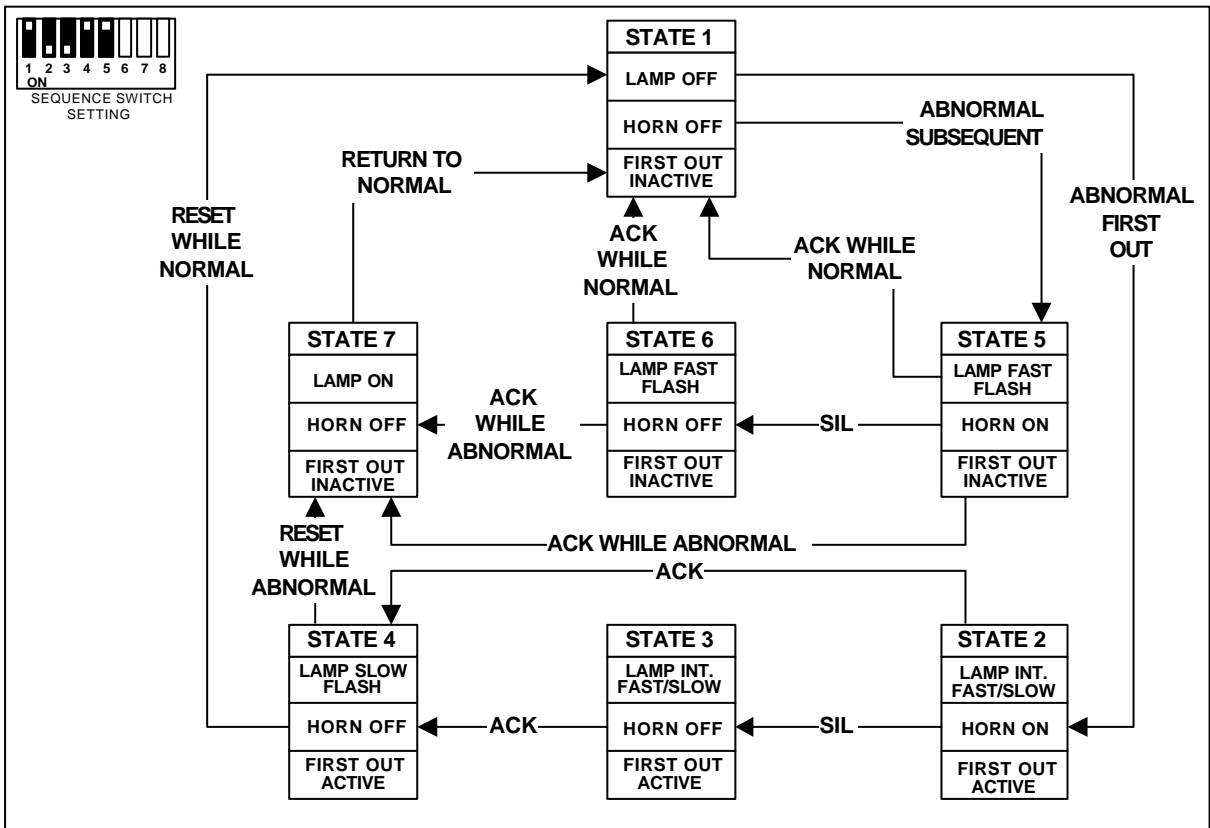 1 2 3 4 5 6 7 8
ON
SEQUENCE SWITCH
SETTING
STATE 1
LAMP OFF
HORN OFF
FIRST OUT
INACTIVE
ABNORMAL
SUBSEQUENT
ABNORMAL
FIRST
OUT
RETURN TO
NORMAL
RESET
WHILE
NORMAL
ACK
WHILE
NORMAL
ACK WHILE
NORMAL
STATE 7
LAMP ON
HORN OFF
FIRST OUT
INACTIVE
ACK
WHILE
ABNORMAL
STATE 6
LAMP FAST
FLASH
HORN OFF
FIRST OUT
INACTIVE
SIL
STATE 5
LAMP FAST
FLASH
HORN ON
FIRST OUT
INACTIVE
RESET
WHILE
ABNORMAL
ACK WHILE ABNORMAL
ACK
STATE 4
LAMP SLOW
FLASH
HORN OFF
FIRST OUT
ACTIVE
ACK
STATE 3
LAMP INT.
FAST/SLOW
HORN OFF
FIRST OUT
ACTIVE
SIL
STATE 2
LAMP INT.
FAST/SLOW
HORN ON
FIRST OUT
ACTIVE